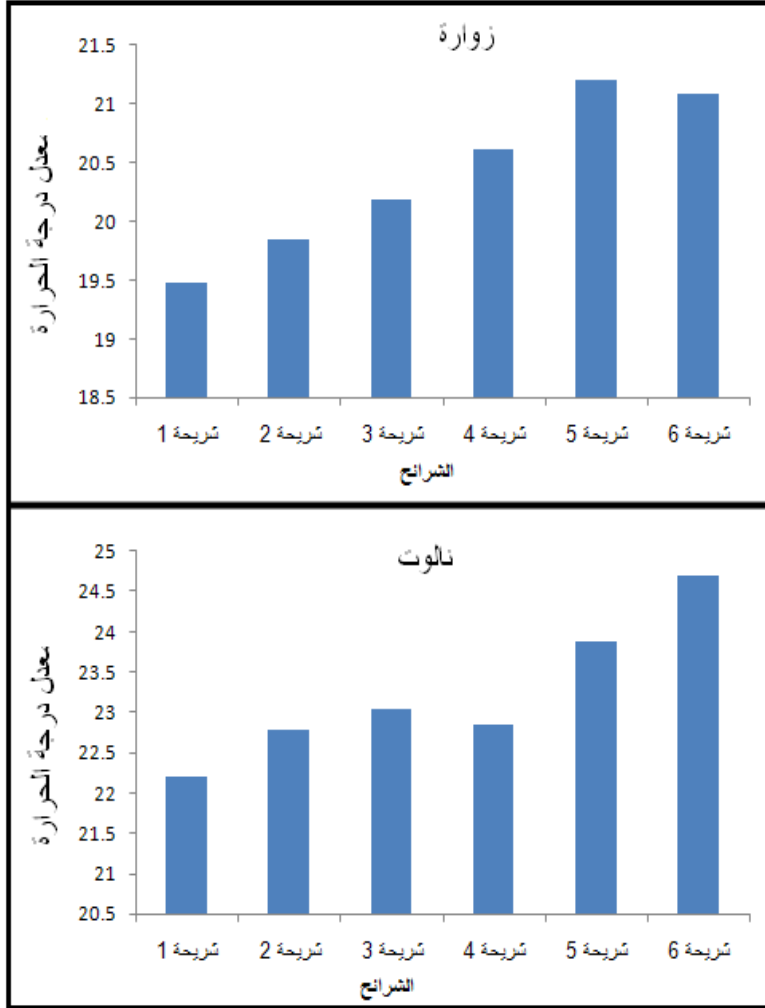 زوارة
معدل درجة الحرارة
21.5
21
20.5
20
19.5
19
18.5
شريحة 1
شريحة 2
شريحة 3
شريحة 4
شريحة 5
شريحة 6
الشرائح
نالوت
معدل درجة الحرارة
25
24.5
24
23.5
23
22.5
22
21.5
21
20.5
شريحة 1
شريحة 2
شريحة 3
شريحة 4
شريحة 5
شريحة 6
الشرائح